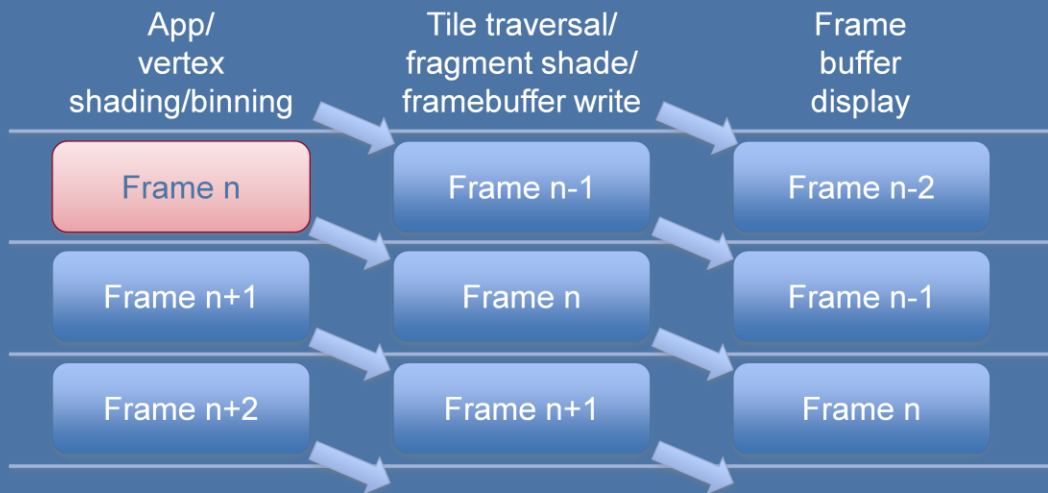 App/
vertex
shading/binning
Tile traversal/
fragment shade/
framebuffer write
Frame
buffer
display
Frame n
Frame n-1
Frame n-2
Frame n+1
Frame n
Frame n-1
Frame n+2
Frame n+1
Frame n